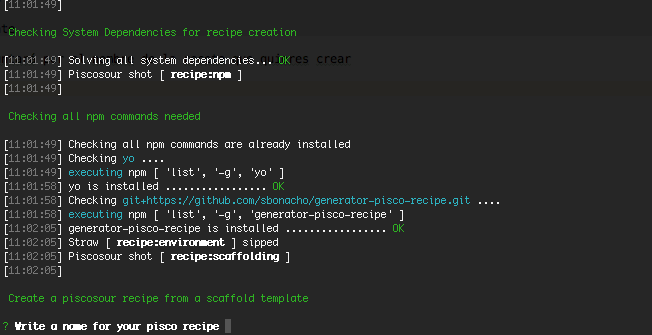 [11:01:49]
Checking System Dependencies for recipe creation
[11:01:49] Solving all system dependencies... OK
[11:01:49] Piscosour shot [ recipe:npm ]
[11:01:49]
Checking all npm commands needed
[11:01:49] Checking all npm commands are already installed
[11:01:49] Checking yo ....
[11:01:49] executing npm [ 'list', '-g', 'yo' ]
[11:01:58] yo is installed ................. OK
[11:01:58] Checking git+https://github.com/sbonacho/generator-pisco-recipe.git ....
[11:01:58] executing npm [ 'list', '-g', 'generator-pisco-recipe' ]
[11:02:05] generator-pisco-recipe is installed ................. OK
[11:02:05] Straw [ recipe:environment ] sipped
[11:02:05] Piscosour shot [ recipe:scaffolding ]
[11:02:05]
Create a piscosour recipe from a scaffold template
? Write a name for your pisco recipe